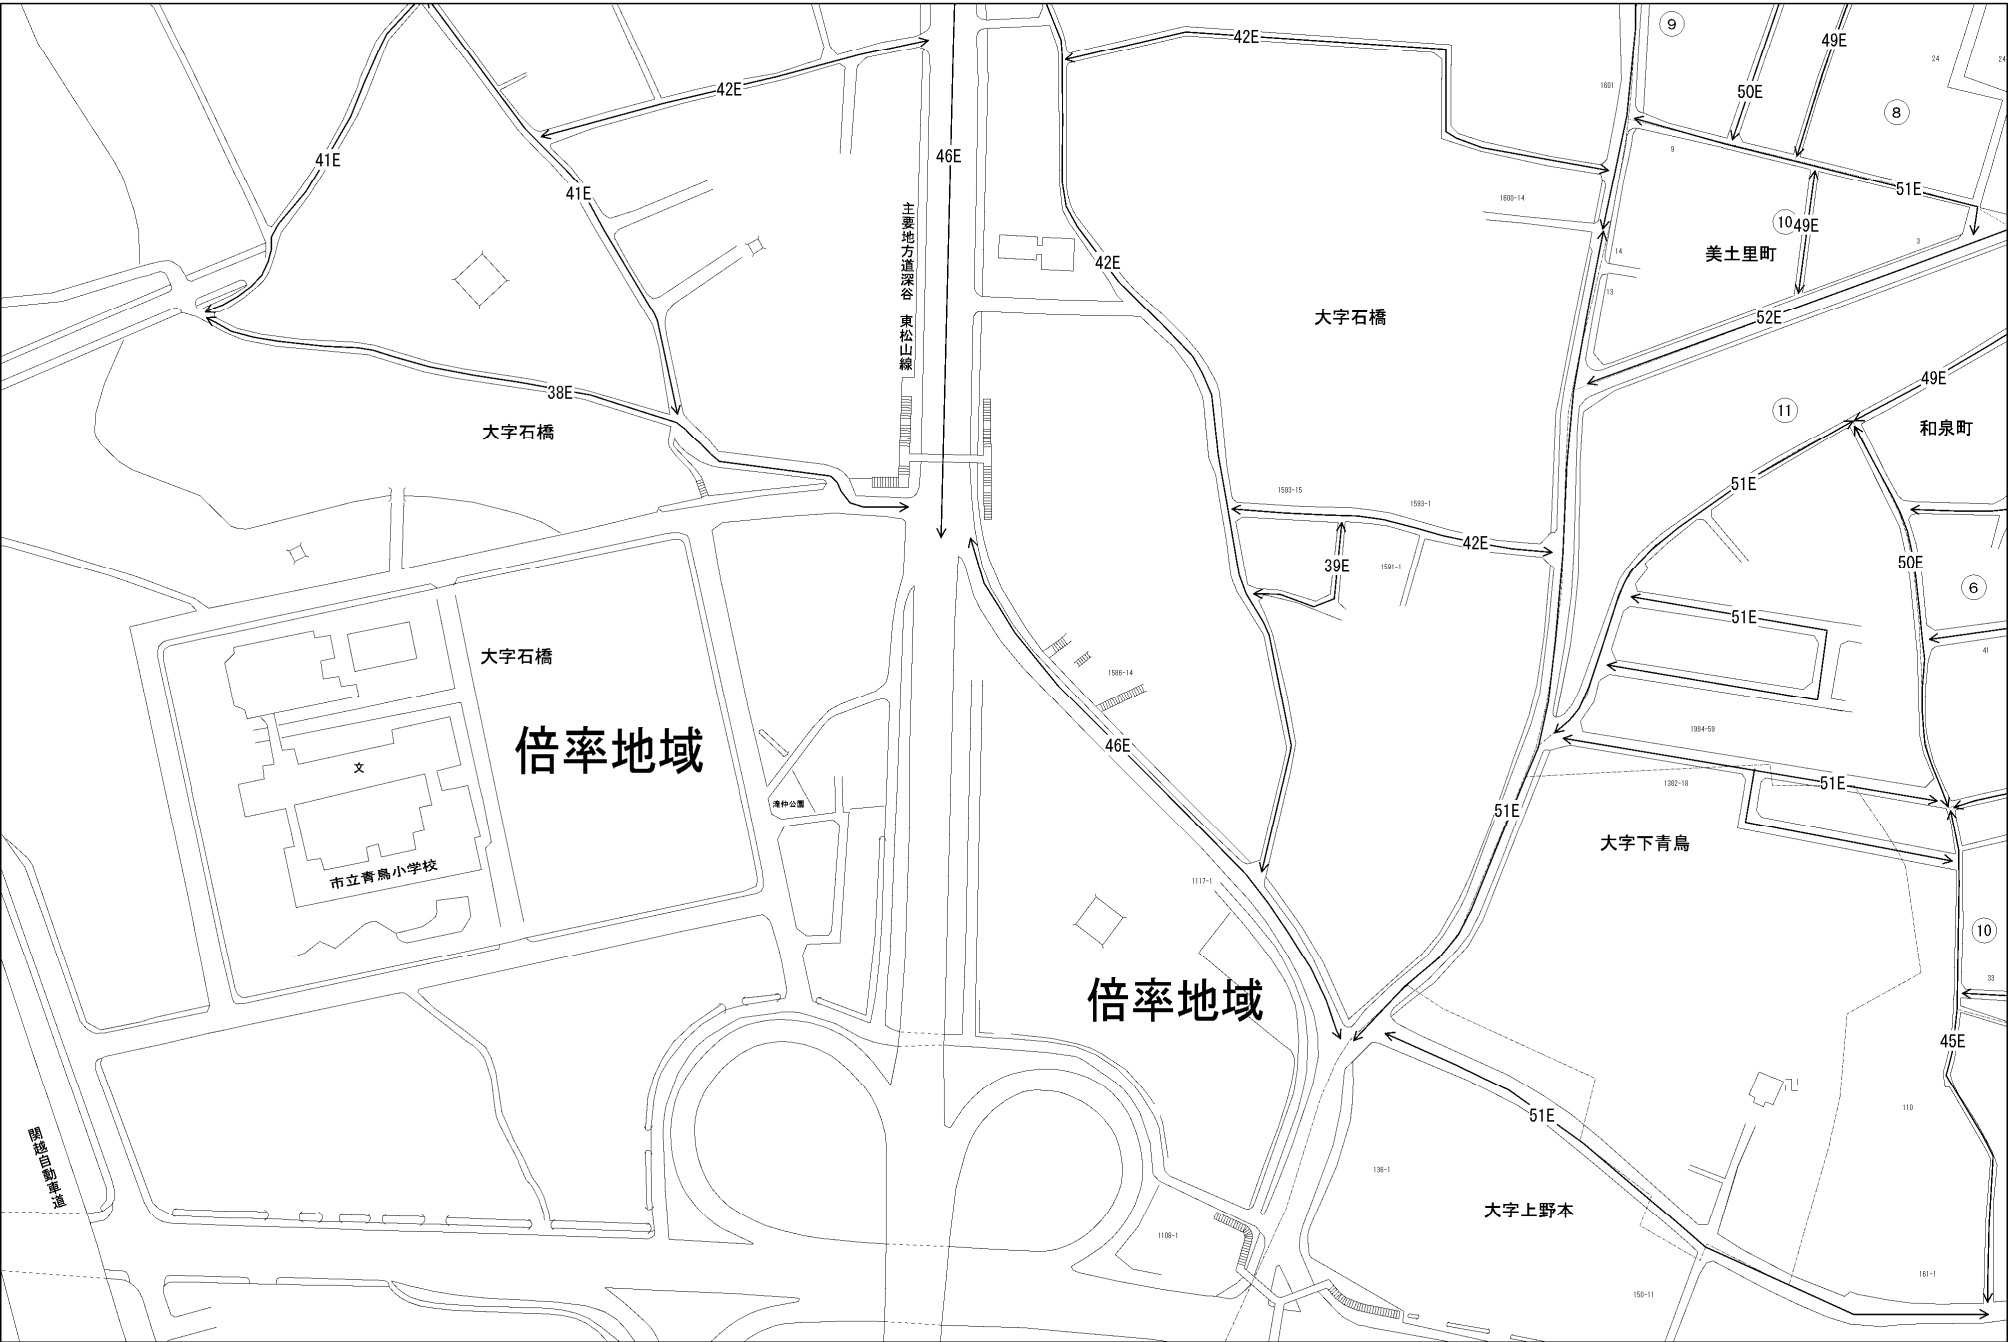 ⑨
49E
42E
24
24
42E
50E
1601
⑧
9
41E
46E
51E
41E
1600-14
⑩
49E
主要地方道深谷 東松山線
3
14
美土里町
42E
13
大字石橋
52E
49E
38E
⑪
和泉町
大字石橋
51E
1593-15
1593-1
42E
50E
39E
1591-1
⑥
51E
41
大字石橋
1586-14
1984-59
46E
倍率地域
文
1382-18
51E
滝仲公園
51E
大字下青鳥
市立青鳥小学校
1117-1
⑩
33
倍率地域
45E
110
51E
関越自動車道
136-1
大字上野本
1108-1
161-1
150-11